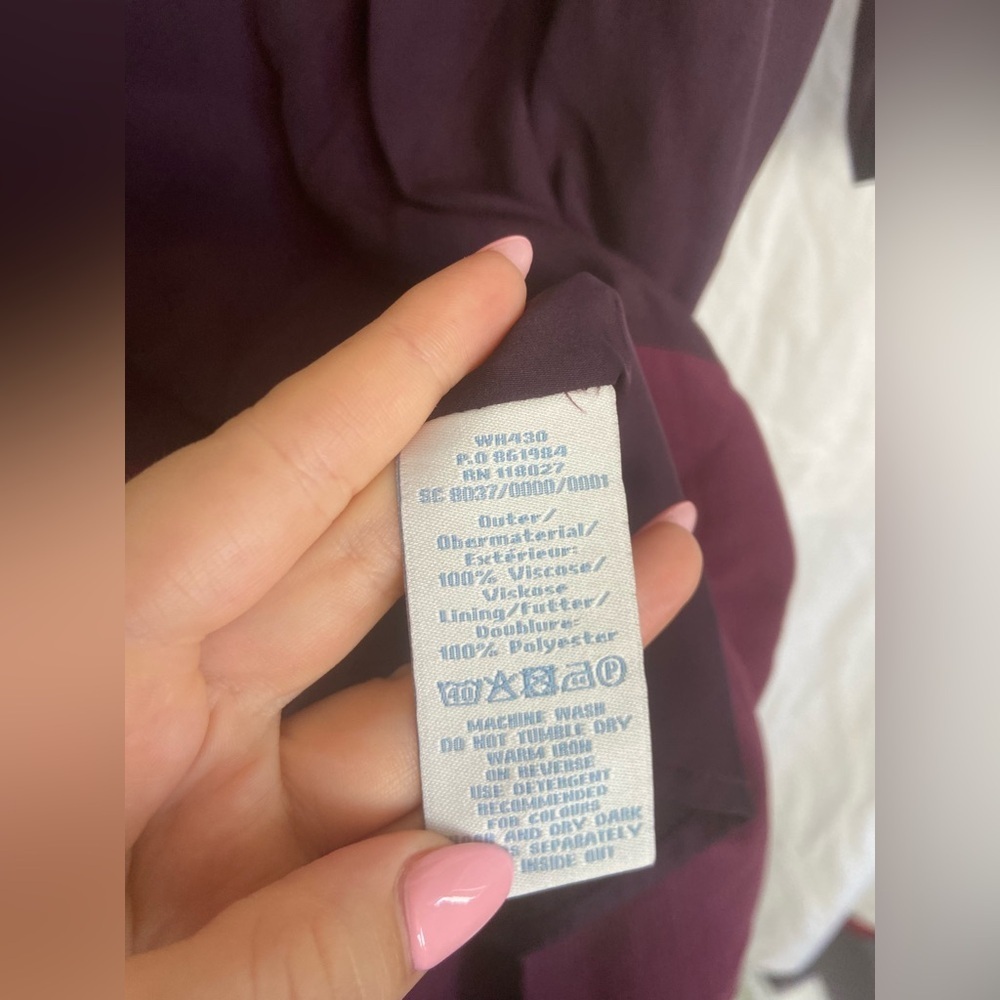 WH430
P.O 861984
RN 118027
SE 8037/0000/0001
Outer/
Obermaterial/
Extérieur:
100% Viscose/
Viskose
Lining/Futter/
Doublure:
100% Polyester
40 P
MACHINE WASH
DO NOT TUMBLE DRY
WARM IRON
ON REVERSE
USE DETERGENT
RECOMMENDED
FOR COLOURS
AND DRY DARK
SEPARATELY
INSIDE OUT